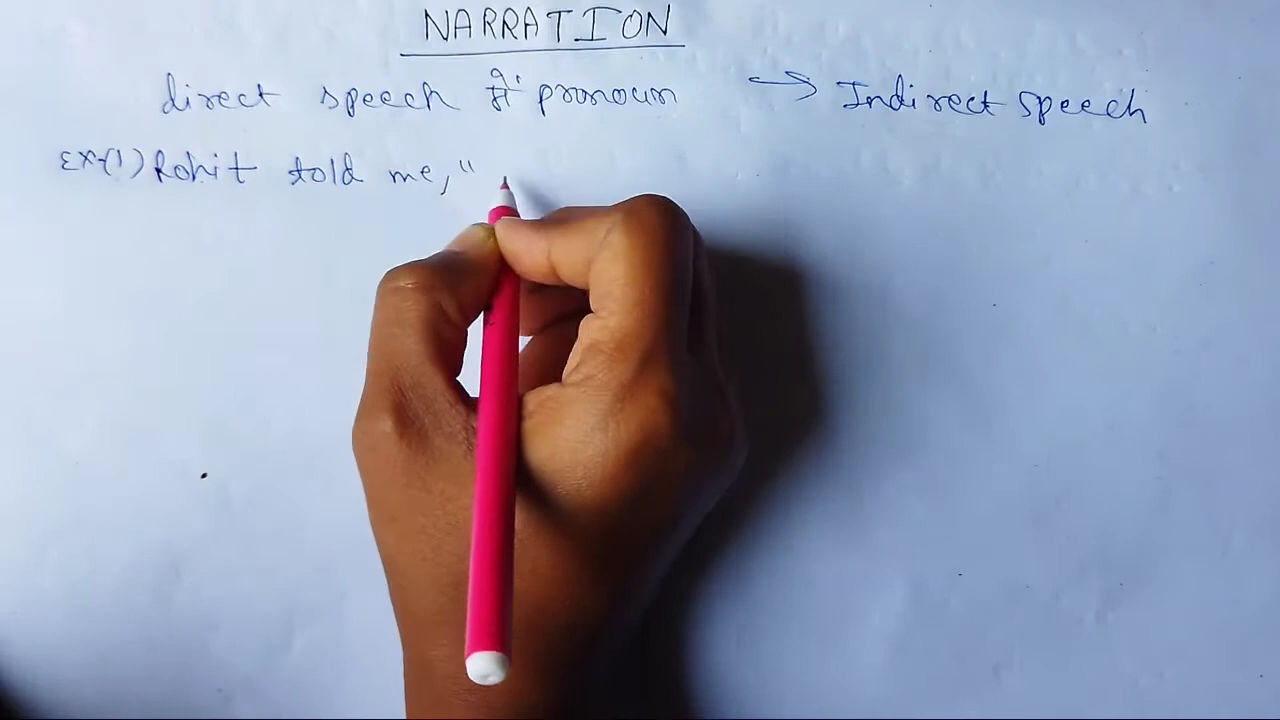 NARRATION
direct speech में pronoun → Indirect speech
Ex-(1) Rohit told me, "